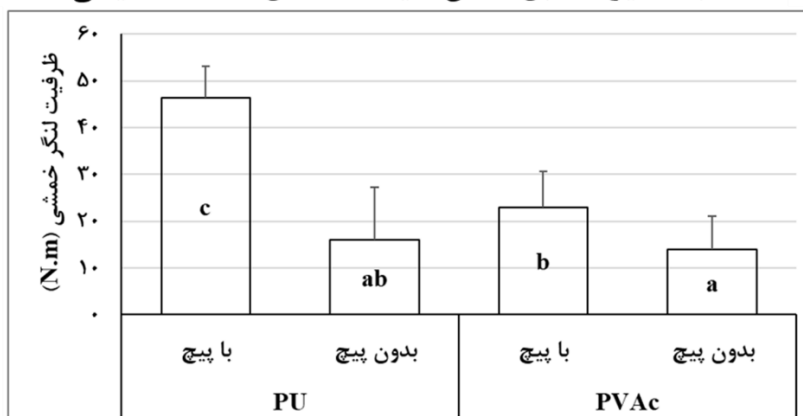 ظرفیت لنگر خمشی (N.m)
۶۰
۵۰
۴۰
۳۰
۲۰
۱۰
۰
c
ab
b
a
با پیچ
بدون پیچ
با پیچ
بدون پیچ
PU
PVAc